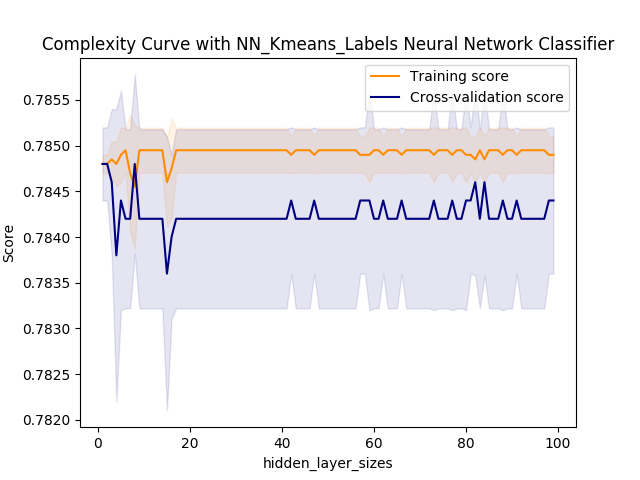 Complexity Curve with NN_Kmeans_Labels Neural Network Classifier
Training score
Cross-validation score
0.7855
0.7850
0.7845
0.7840
0.7835
0.7830
0.7825
0.7820
Score
0 20 40 60 80 100
hidden_layer_sizes